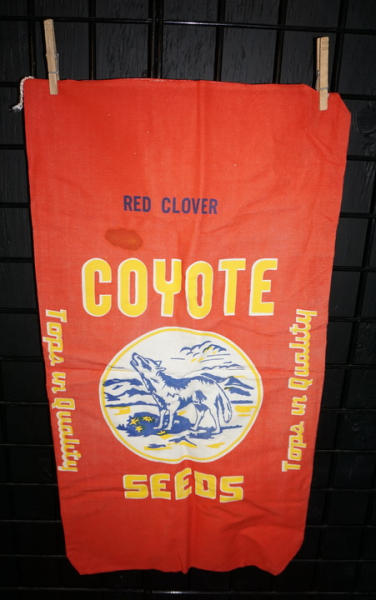 RED CLOVER
COYOTE
Tops in Quality
Tops in Quality
SEEDS